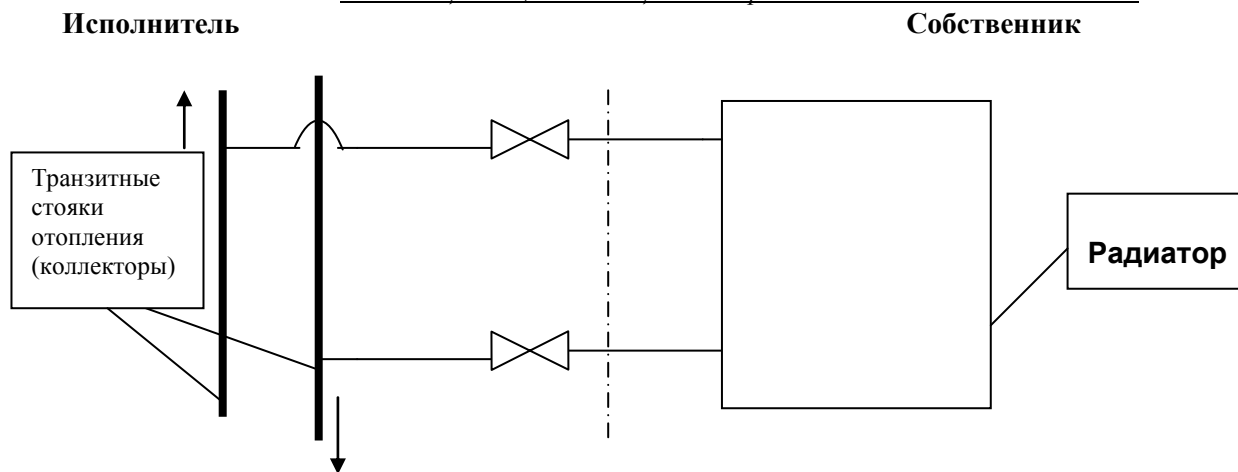 Исполнитель
Собственник
Транзитные
стояки
отопления
(коллекторы)
Радиатор